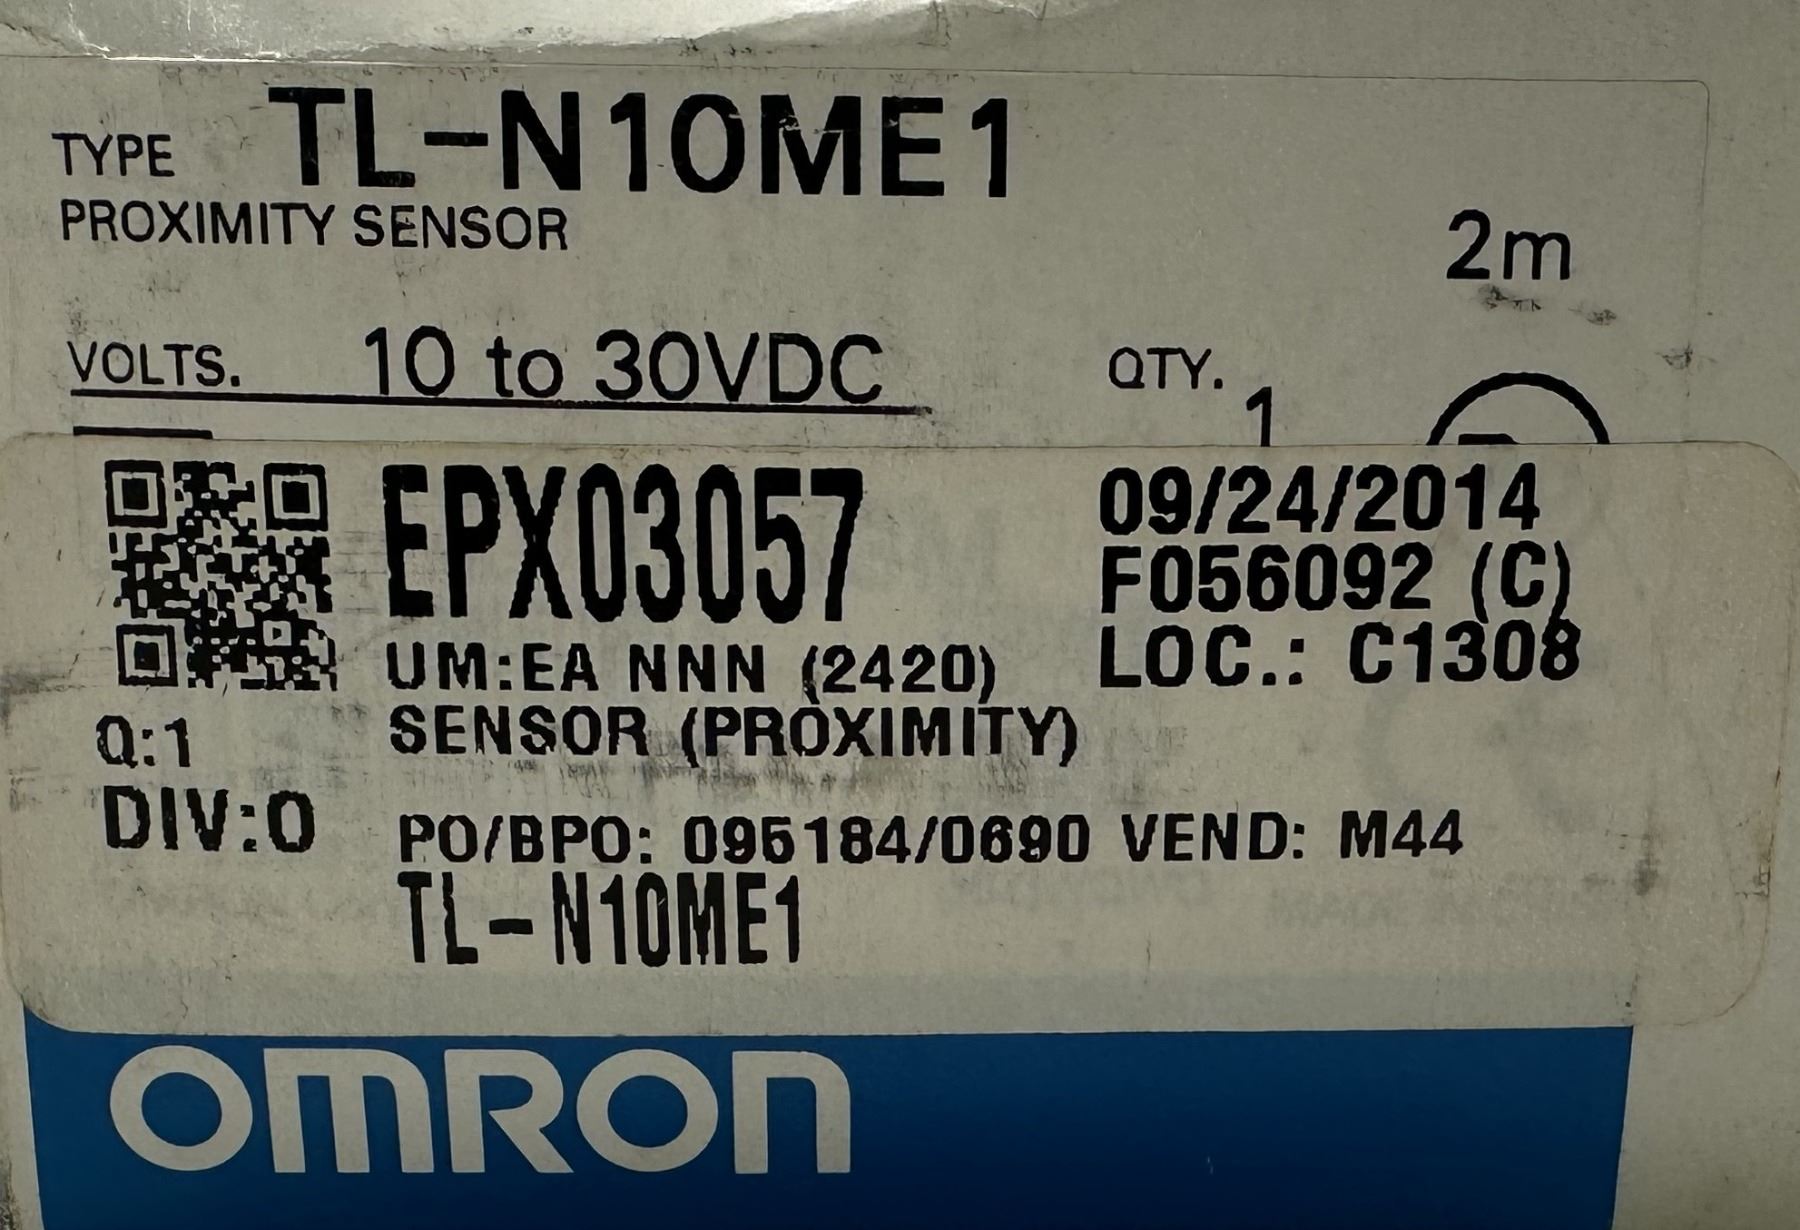 TYPE TL-N10ME1
PROXIMITY SENSOR
2m
VOLTS. 10 to 30VDC QTY. 1
EPX03057 09/24/2014
F056092 (C)
UM:EA NNN (2420) LOC.: C1308
Q:1 SENSOR (PROXIMITY)
DIV:0 PO/BPO: 095184/0690 VEND: M44
TL-N10ME1
OMRON